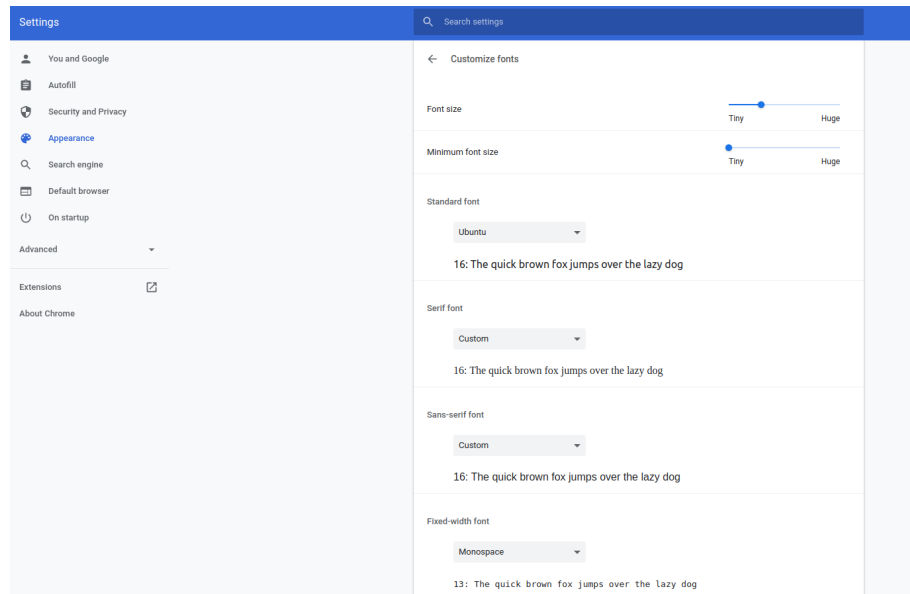 Settings
Search settings
You and Google
Autofill
Security and Privacy
Appearance
Search engine
Default browser
On startup
Advanced
Extensions
About Chrome
Customize fonts
Font size
Tiny Huge
Minimum font size
Tiny Huge
Standard font
Ubuntu
16: The quick brown fox jumps over the lazy dog
Serif font
Custom
16: The quick brown fox jumps over the lazy dog
Sans-serif font
Custom
16: The quick brown fox jumps over the lazy dog
Fixed-width font
Monospace
13: The quick brown fox jumps over the lazy dog